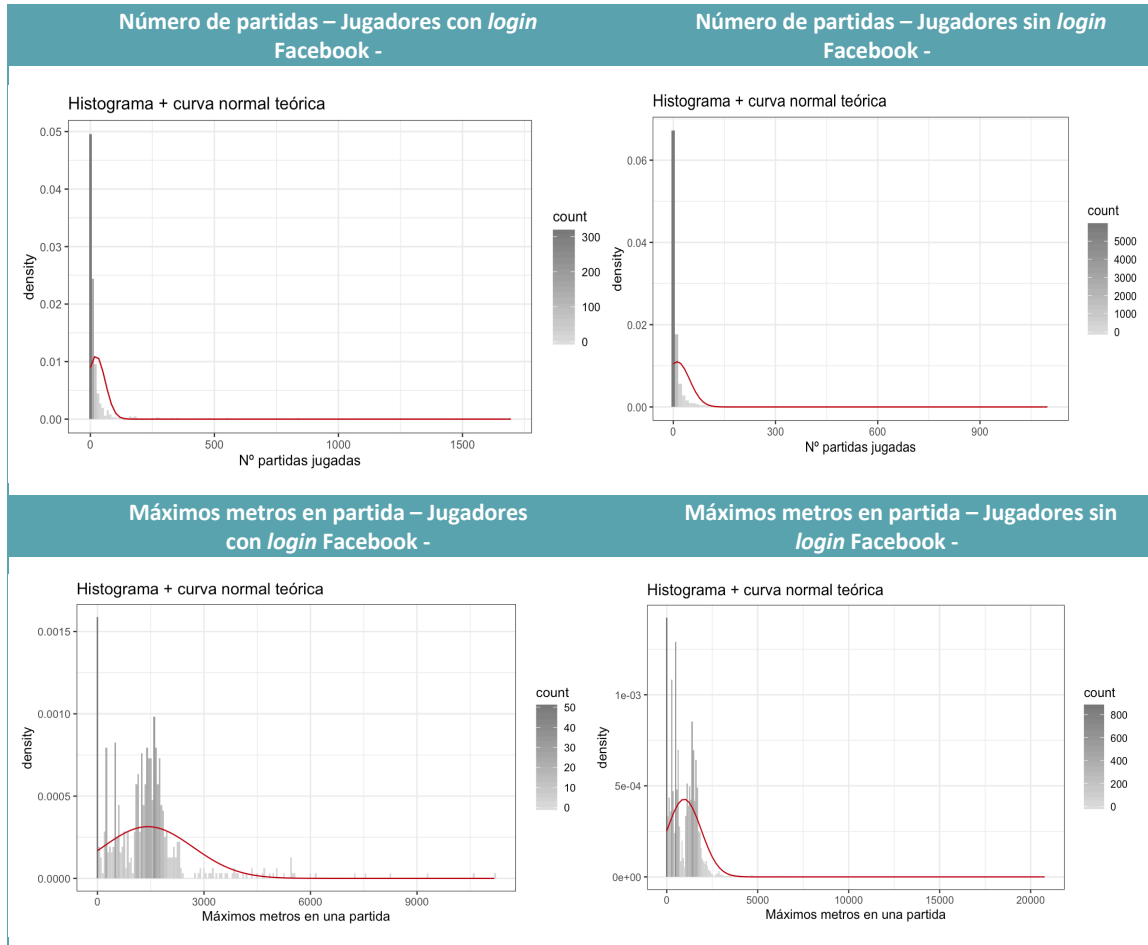 Número de partidas – Jugadores con login
Facebook -
Número de partidas – Jugadores sin login
Facebook -
Histograma + curva normal teórica
0.05
0.04
0.03
0.02
0.01
0.00
density
0
500
1000
1500
Nº partidas jugadas
count
300
200
100
0
Histograma + curva normal teórica
0.06
0.04
0.02
0.00
density
0
300
600
900
Nº partidas jugadas
count
5000
4000
3000
2000
1000
0
Máximos metros en partida – Jugadores
con login Facebook -
Máximos metros en partida – Jugadores sin
login Facebook -
Histograma + curva normal teórica
0.0015
0.0010
0.0005
0.0000
density
0
3000
6000
9000
Máximos metros en una partida
count
50
40
30
20
10
0
Histograma + curva normal teórica
1e-03
5e-04
0e+00
density
0
5000
10000
15000
20000
Máximos metros en una partida
count
800
600
400
200
0